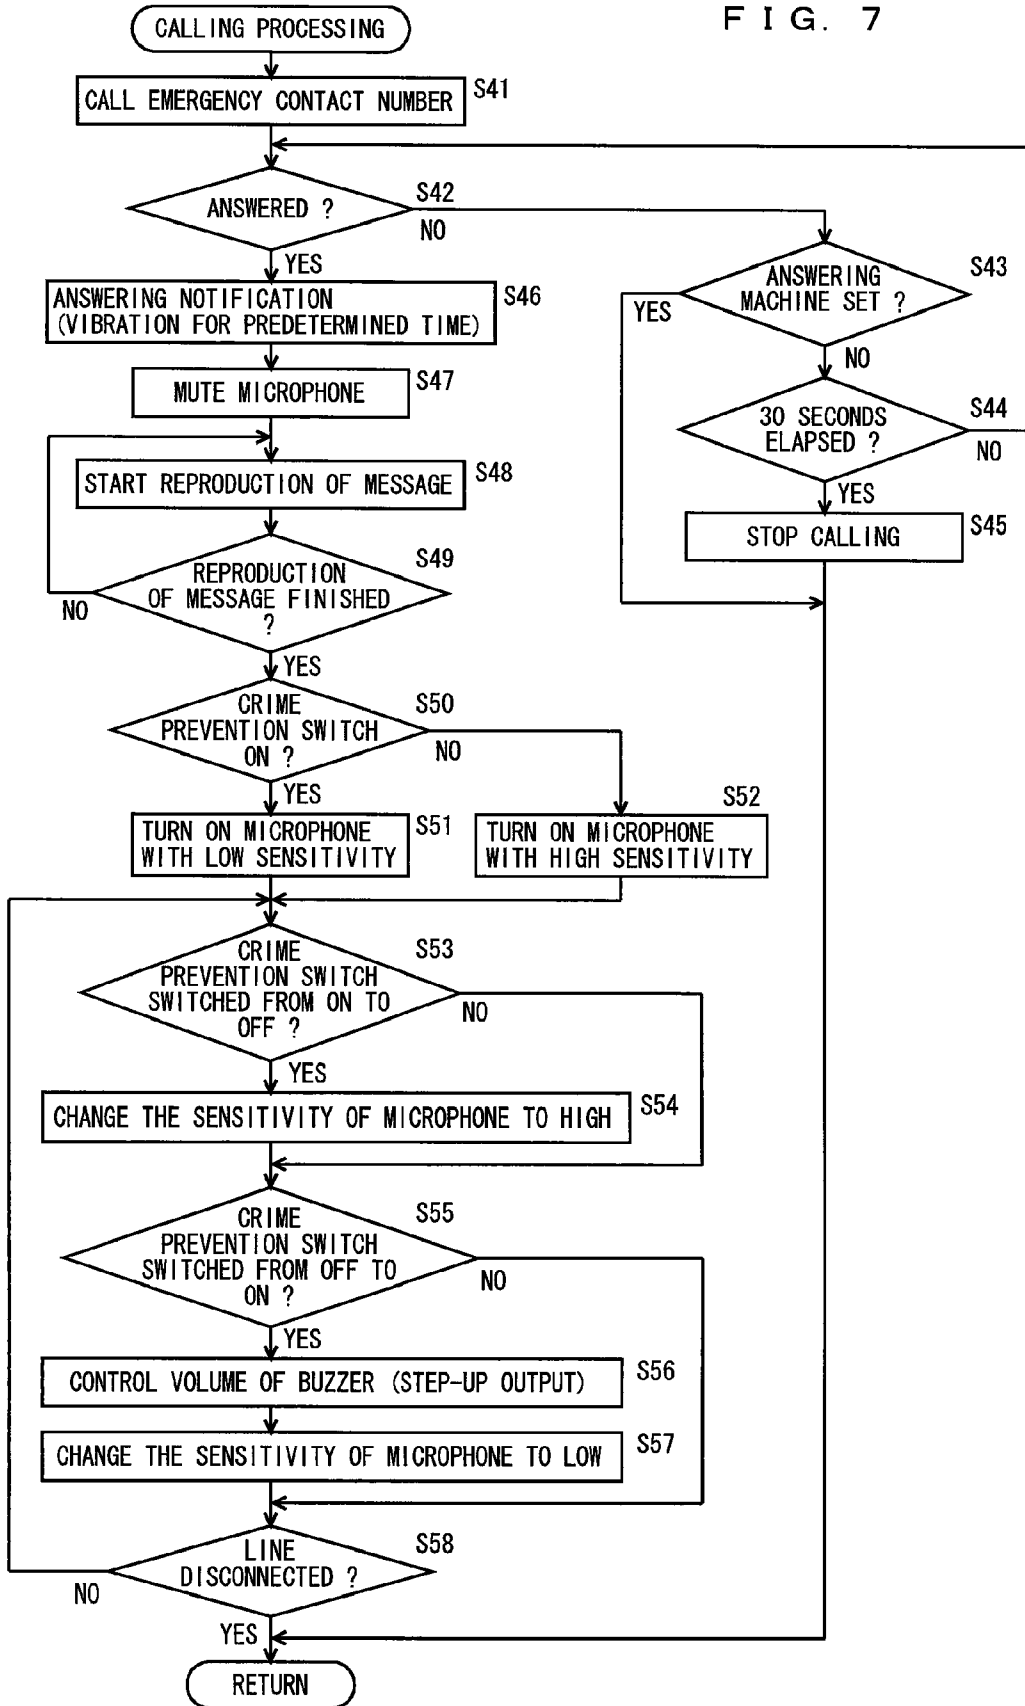 FIG. 7
CALLING PROCESSING
CALL EMERGENCY CONTACT NUMBER
S41
ANSWERED ?
S42
NO
YES
ANSWERING
MACHINE SET ?
S43
YES
NO
30 SECONDS
ELAPSED ?
S44
NO
YES
STOP CALLING
S45
ANSWERING NOTIFICATION
(VIBRATION FOR PREDETERMINED TIME)
S46
MUTE MICROPHONE
S47
START REPRODUCTION OF MESSAGE
S48
REPRODUCTION
OF MESSAGE FINISHED
?
S49
NO
YES
CRIME
PREVENTION SWITCH
ON ?
S50
NO
YES
TURN ON MICROPHONE
WITH LOW SENSITIVITY
S51
TURN ON MICROPHONE
WITH HIGH SENSITIVITY
S52
CRIME
PREVENTION SWITCH
SWITCHED FROM ON TO
OFF ?
S53
NO
YES
CHANGE THE SENSITIVITY OF MICROPHONE TO HIGH
S54
CRIME
PREVENTION SWITCH
SWITCHED FROM OFF TO
ON ?
S55
NO
YES
CONTROL VOLUME OF BUZZER (STEP-UP OUTPUT)
S56
CHANGE THE SENSITIVITY OF MICROPHONE TO LOW
S57
LINE
DISCONNECTED ?
S58
NO
YES
RETURN